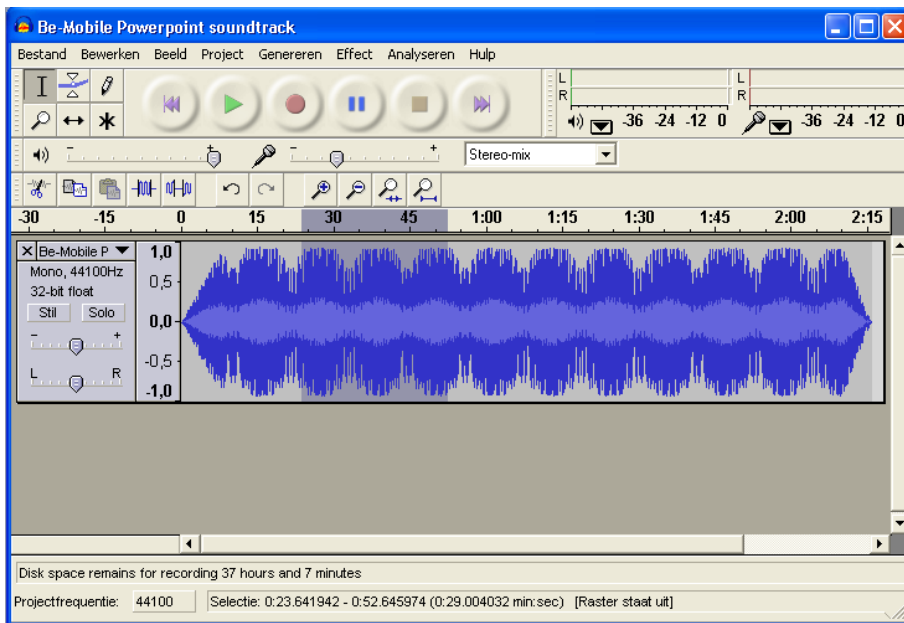 Be-Mobile Powerpoint soundtrack
Bestand Bewerken Beeld Project Genereren Effect Analyseren Hulp
L
R
-36 -24 -12 0
L
R
-36 -24 -12 0
- + - + Stereo-mix
-30 -15 0 15 30 45 1:00 1:15 1:30 1:45 2:00 2:15
Be-Mobile P
Mono, 44100Hz
32-bit float
Stil Solo
- +
L R
1,0
0,5
0,0
-0,5
-1,0
Disk space remains for recording 37 hours and 7 minutes
Projectfrequentie: 44100 Selectie: 0:23.641942 - 0:52.645974 (0:29.004032 min:sec) [Raster staat uit]